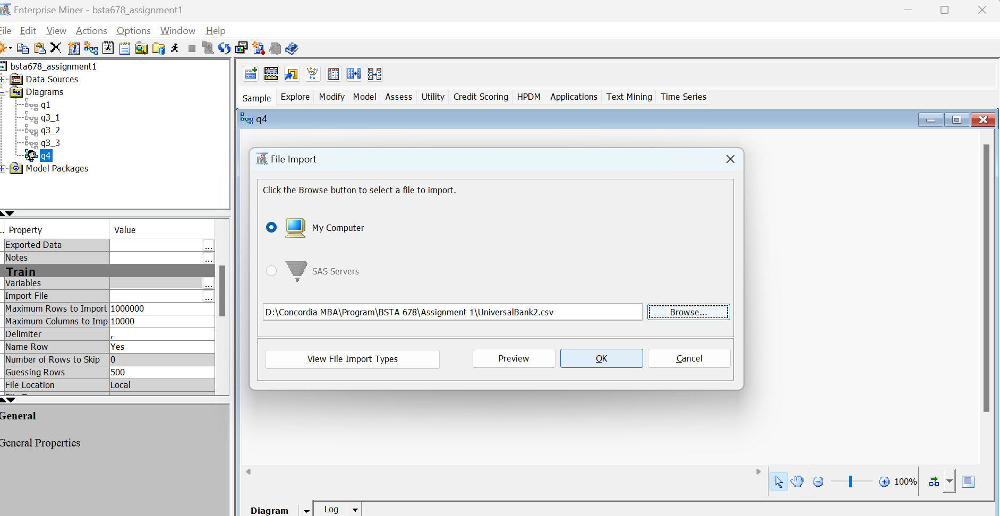 Enterprise Miner - bsta678_assignment1
File Edit View Actions Options Window Help
bsta678_assignment1
Data Sources
Diagrams
q1
q3_1
q3_2
q3_3
q4
Model Packages
.. Property Value
Exported Data ...
Notes ...
Train
Variables ...
Import File ...
Maximum Rows to Import 1000000
Maximum Columns to Imp 10000
Delimiter ,
Name Row Yes
Number of Rows to Skip 0
Guessing Rows 500
File Location Local
General
General Properties
Sample Explore Modify Model Assess Utility Credit Scoring HPDM Applications Text Mining Time Series
q4
File Import
Click the Browse button to select a file to import.
My Computer
SAS Servers
D:\Concordia MBA\Program\BSTA 678\Assignment 1\UniversalBank2.csv Browse...
View File Import Types Preview OK Cancel
100%
Diagram Log